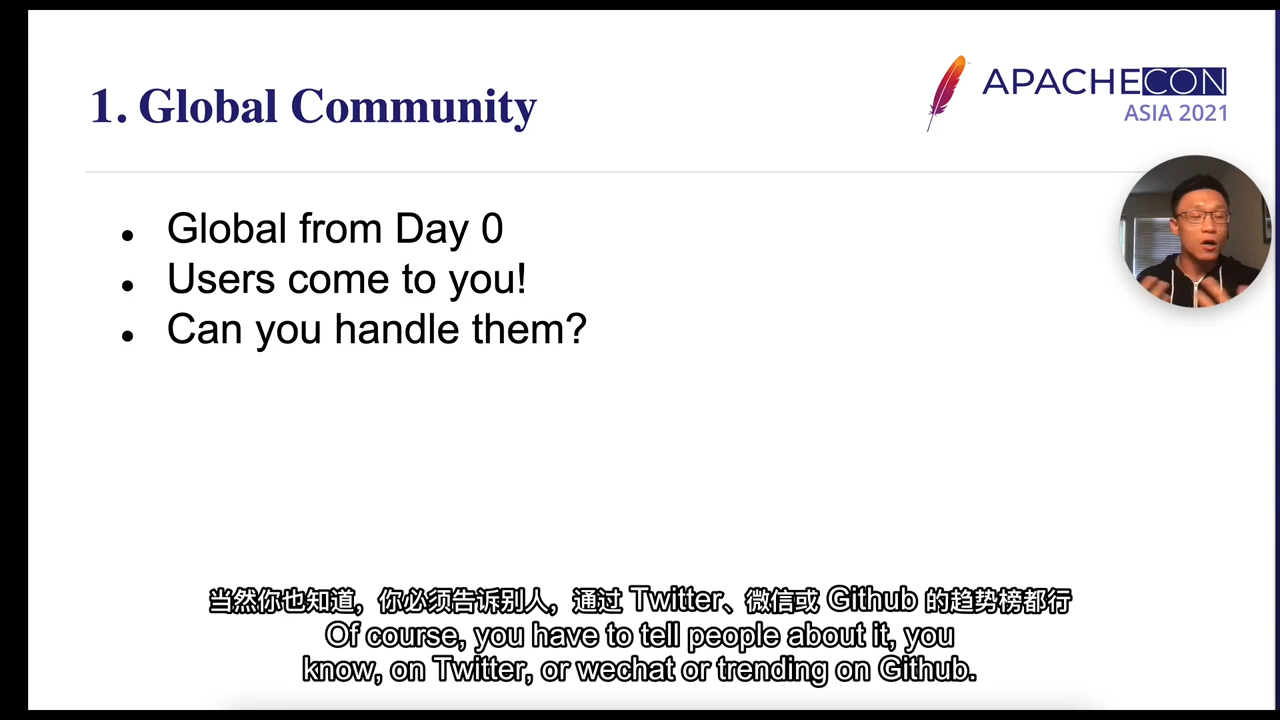 1. Global Community
APACHECON
ASIA 2021
Global from Day 0
Users come to you!
Can you handle them?
当然你也知道，你必须告诉别人，通过 Twitter、微信或 Github 的趋势榜都行
Of course, you have to tell people about it, you
know, on Twitter, or wechat or trending on Github.